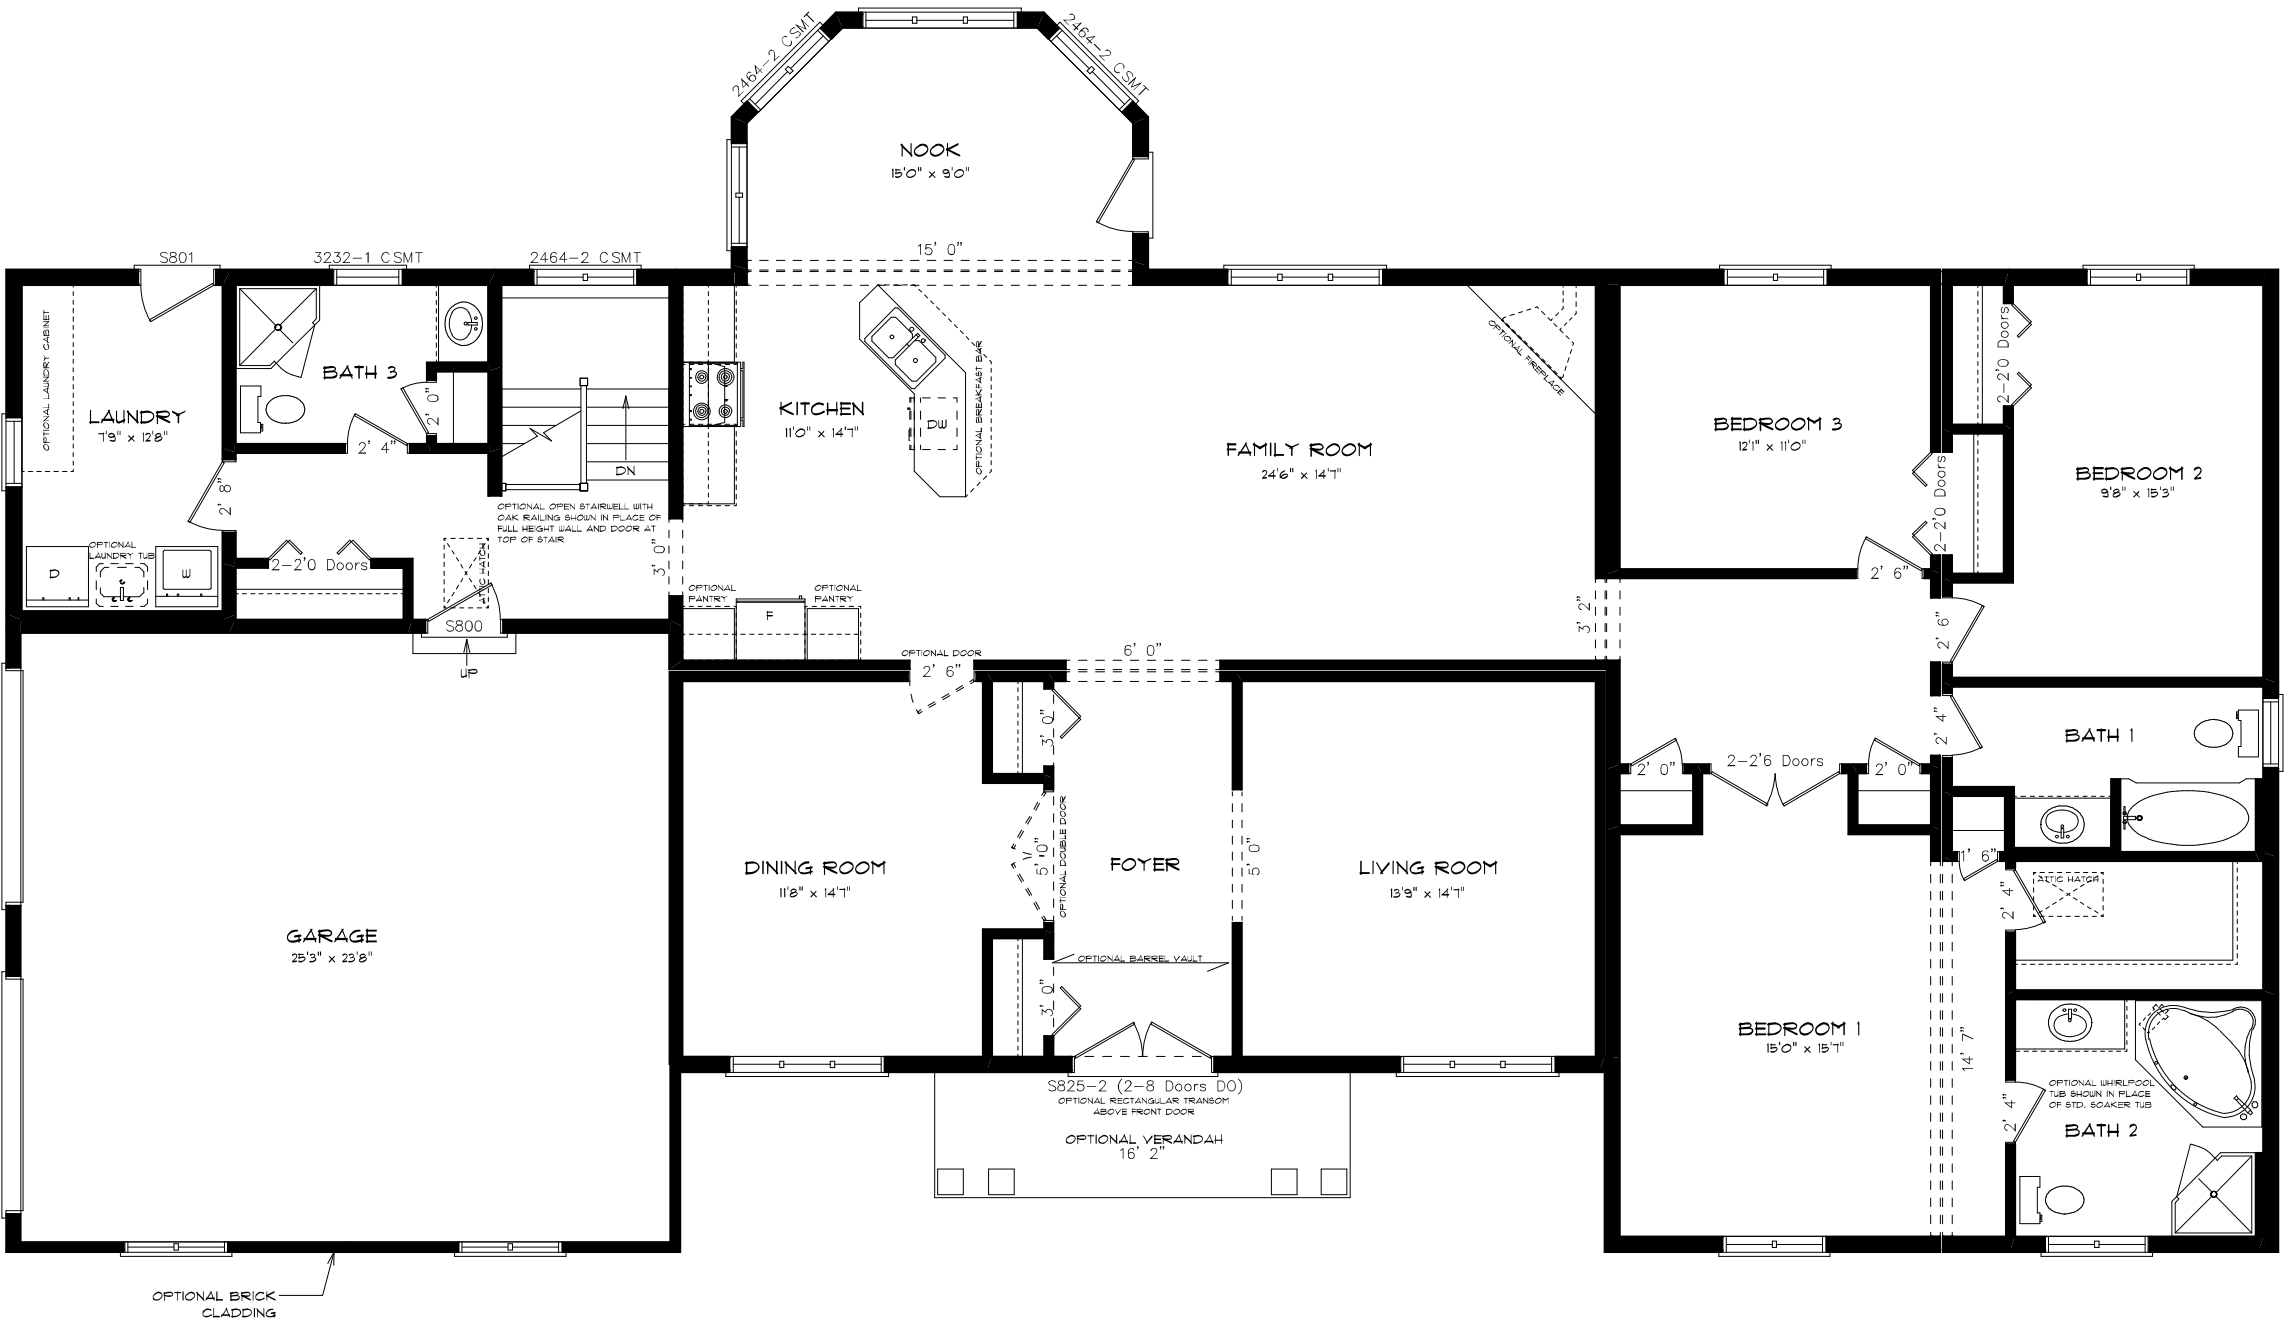 2464-2 CSMT
2464-2 CSMT
NOOK
15'0" x 9'0"
15' 0"
S801
3232-1 CSMT
2464-2 CSMT
OPTIONAL LAUNDRY CABINET
LAUNDRY
7'9" x 12'8"
BATH 3
2' 0"
2' 4"
2' 8"
DN
OPTIONAL OPEN STAIRWELL WITH
OAK RAILING SHOWN IN PLACE OF
FULL HEIGHT WALL AND DOOR AT
TOP OF STAIR
KITCHEN
11'0" x 14'7"
DW
OPTIONAL BREAKFAST BAR
FAMILY ROOM
24'6" x 14'7"
OPTIONAL FIREPLACE
BEDROOM 3
12'1" x 11'0"
2-2'0 Doors
2-2'0 Doors
BEDROOM 2
9'8" x 15'3"
OPTIONAL
LAUNDRY TUB
D
W
2-2'0 Doors
ATTIC HATCH
3' 0"
S800
UP
OPTIONAL
PANTRY
F
OPTIONAL
PANTRY
OPTIONAL DOOR
2' 6"
6' 0"
3' 2"
2' 6"
2' 6"
2' 4"
BATH 1
2' 0"
2-2'6 Doors
2' 0"
3' 0"
DINING ROOM
11'8" x 14'7"
5' 0"
OPTIONAL DOUBLE DOOR
FOYER
5' 0"
LIVING ROOM
13'9" x 14'7"
1' 6"
2' 4"
ATTIC HATCH
GARAGE
25'3" x 23'8"
OPTIONAL BARREL VAULT
3' 0"
BEDROOM 1
15'0" x 15'7"
14' 7"
OPTIONAL WHIRLPOOL
TUB SHOWN IN PLACE
OF STD. SOAKER TUB
2' 4"
BATH 2
S825-2 (2-8 Doors DO)
OPTIONAL RECTANGULAR TRANSOM
ABOVE FRONT DOOR
OPTIONAL VERANDAH
16' 2"
OPTIONAL BRICK
CLADDING